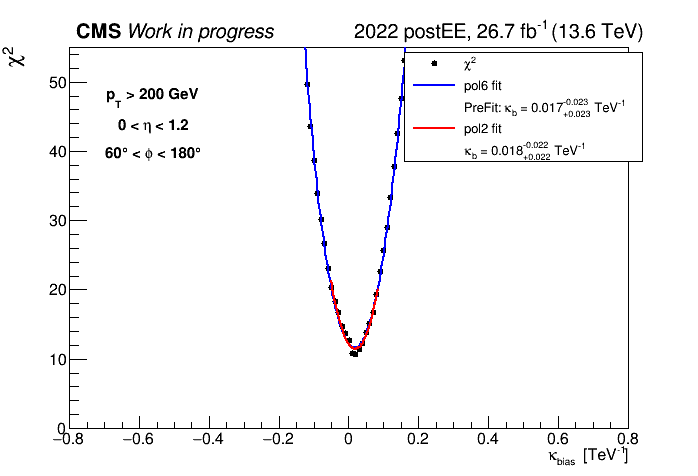 CMS Work in progress
2022 postEE, 26.7 fb⁻¹ (13.6 TeV)
χ²
p_T > 200 GeV
0 < η < 1.2
60° < ϕ < 180°
χ²
pol6 fit
PreFit: κ_b = 0.017^{-0.023}_{+0.023} TeV⁻¹
pol2 fit
κ_b = 0.018^{-0.022}_{+0.022} TeV⁻¹
50
40
30
20
10
0
−0.8 −0.6 −0.4 −0.2 0 0.2 0.4 0.6 0.8
κ_bias [TeV⁻¹]